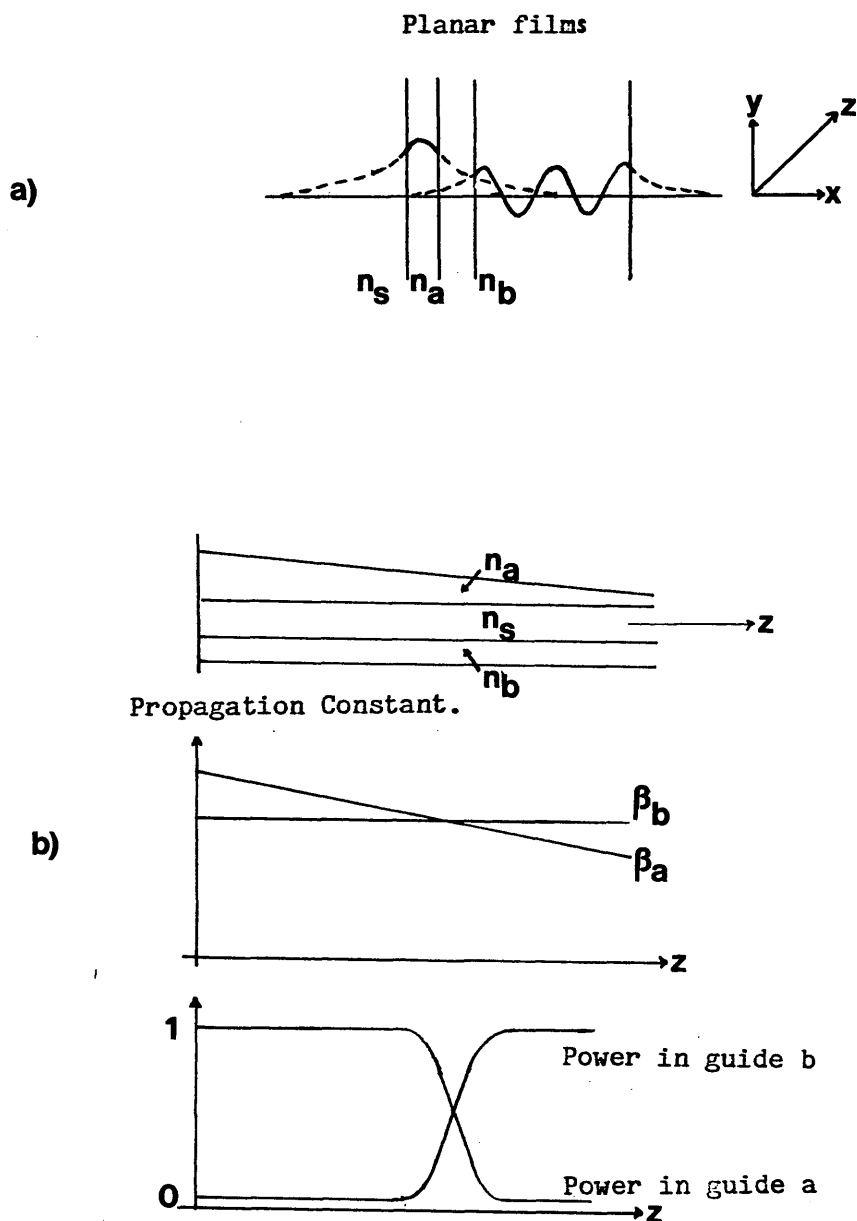 Planar films
a)
y z
x
n_s n_a n_b
n_a
n_s
z
n_b
Propagation Constant.
β_b
b)
β_a
z
1
Power in guide b
Power in guide a
0
z